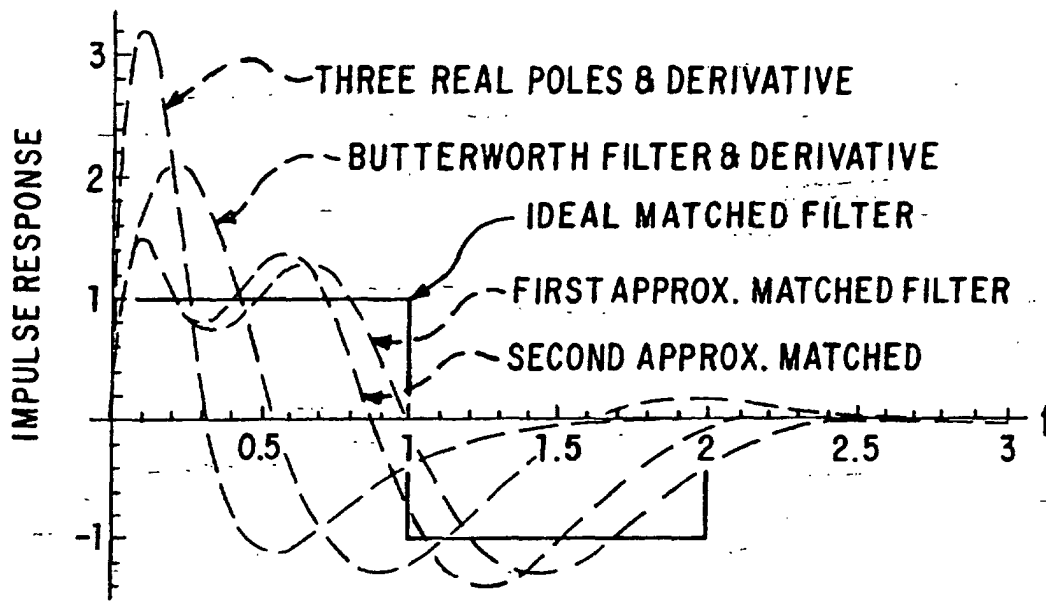 IMPULSE RESPONSE
3
2
1
-1
THREE REAL POLES & DERIVATIVE
BUTTERWORTH FILTER & DERIVATIVE
IDEAL MATCHED FILTER
FIRST APPROX. MATCHED FILTER
SECOND APPROX. MATCHED
0.5 1 1.5 2 2.5 3